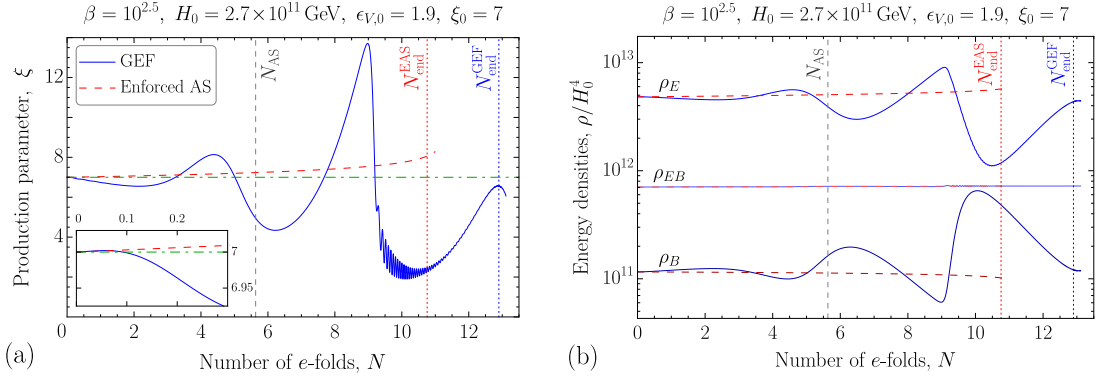 β = 10^2.5, H_0 = 2.7×10^11 GeV, ϵ_V,0 = 1.9, ξ_0 = 7
Production parameter, ξ
GEF
Enforced AS
N_AS
N_end^EAS
N_end^GEF
12
8
4
0
0 0.1 0.2
7
6.95
0 2 4 6 8 10 12
Number of e-folds, N
(a)
β = 10^2.5, H_0 = 2.7×10^11 GeV, ϵ_V,0 = 1.9, ξ_0 = 7
Energy densities, ρ/H_0^4
10^13
10^12
10^11
ρ_E
ρ_EB
ρ_B
N_AS
N_end^EAS
N_end^GEF
0 2 4 6 8 10 12
Number of e-folds, N
(b)